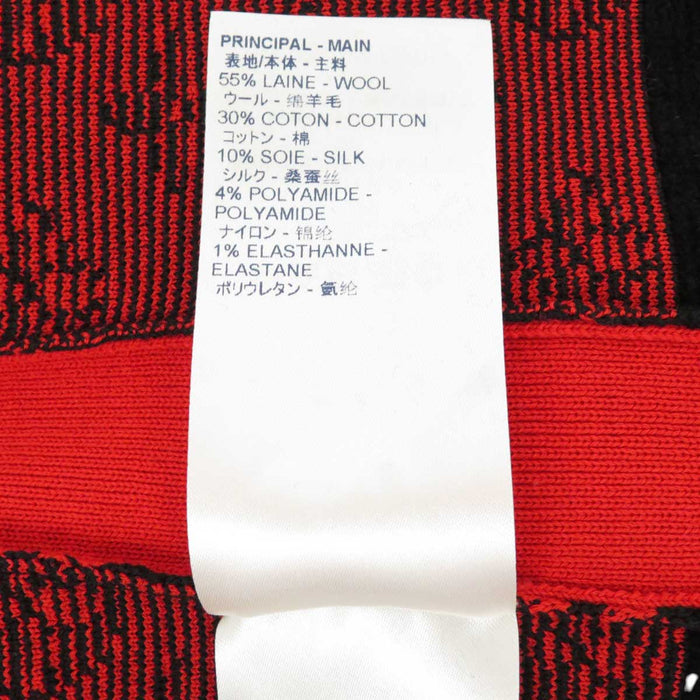 PRINCIPAL - MAIN
表地/本体 - 主料
55% LAINE - WOOL
ウール - 绵羊毛
30% COTON - COTTON
コットン - 棉
10% SOIE - SILK
シルク - 桑蚕丝
4% POLYAMIDE -
POLYAMIDE
ナイロン - 锦纶
1% ELASTHANNE -
ELASTANE
ポリウレタン - 氨纶